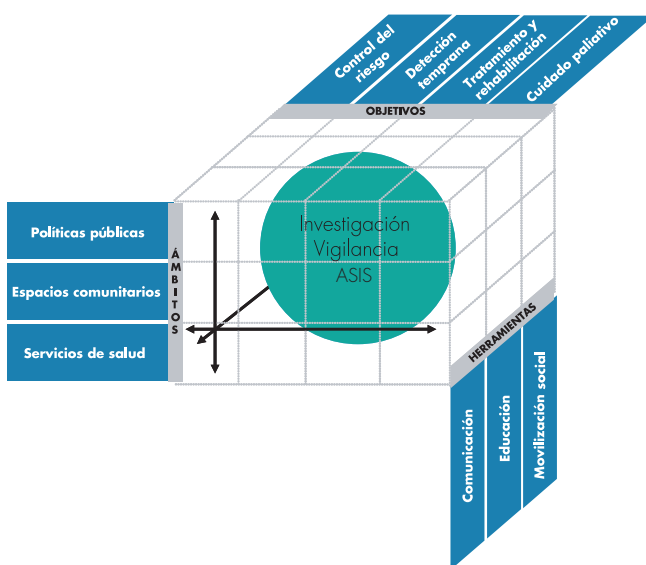 Control del
riesgo
Detección
temprana
Tratamiento y
rehabilitación
Cuidado paliativo
OBJETIVOS
Investigación
Vigilancia
ASIS
Políticas públicas
Espacios comunitarios
Servicios de salud
ÁMBITOS
HERRAMIENTAS
Comunicación
Educación
Movilización social